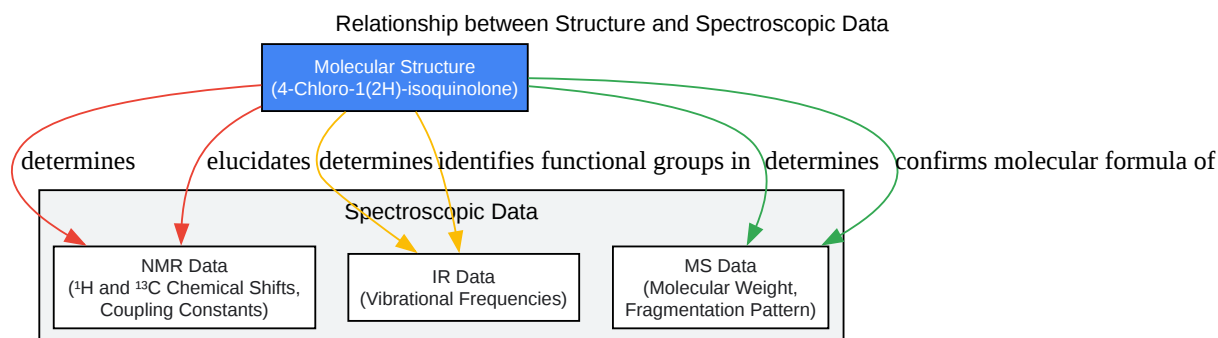 Relationship between Structure and Spectroscopic Data
Molecular Structure
(4-Chloro-1(2H)-isoquinolone)
determines
elucidates
determines
identifies functional groups in
determines
confirms molecular formula of
Spectroscopic Data
NMR Data
(¹H and ¹³C Chemical Shifts,
Coupling Constants)
IR Data
(Vibrational Frequencies)
MS Data
(Molecular Weight,
Fragmentation Pattern)